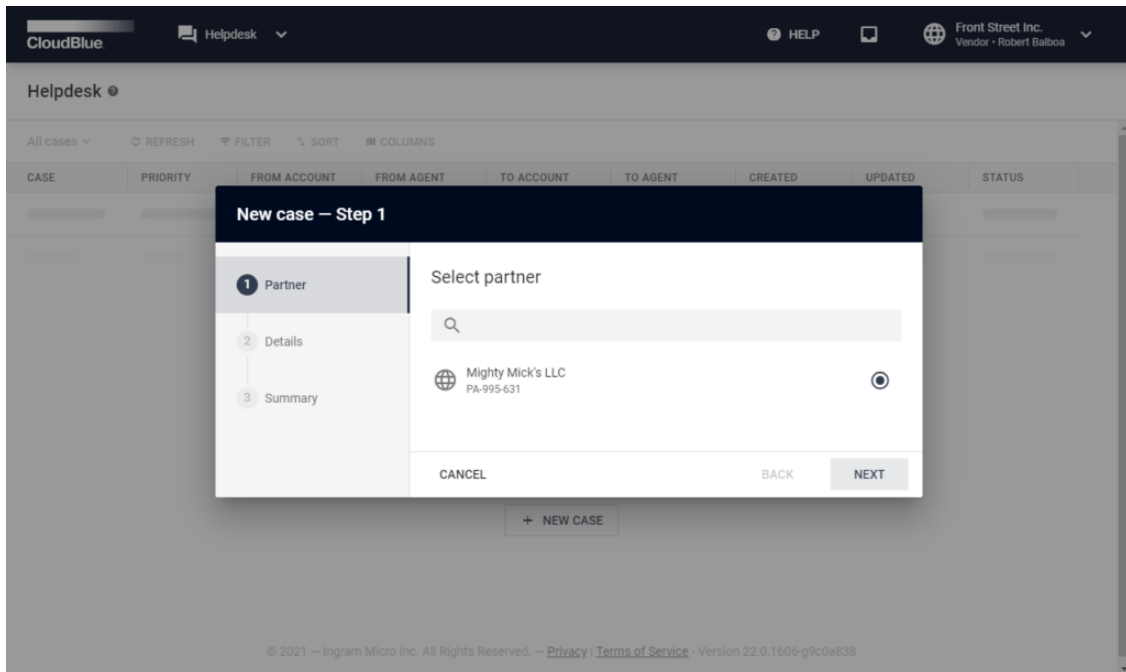 CloudBlue
Helpdesk
HELP
Front Street Inc.
Vendor • Robert Balboa
Helpdesk
All cases
REFRESH
FILTER
SORT
COLUMNS
CASE PRIORITY FROM ACCOUNT FROM AGENT TO ACCOUNT TO AGENT CREATED UPDATED STATUS
New case — Step 1
1 Partner
2 Details
3 Summary
Select partner
Mighty Mick's LLC
PA-995-631
CANCEL
BACK
NEXT
+ NEW CASE
© 2021 — Ingram Micro Inc. All Rights Reserved. — Privacy | Terms of Service - Version 22.0.1606-g9c0a838